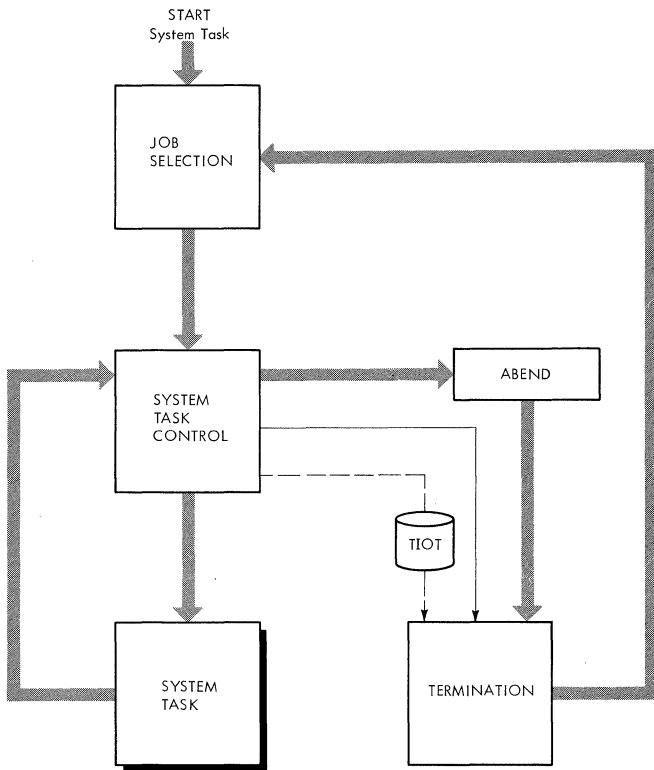 START
System Task
JOB
SELECTION
SYSTEM
TASK
CONTROL
ABEND
TIOT
SYSTEM
TASK
TERMINATION